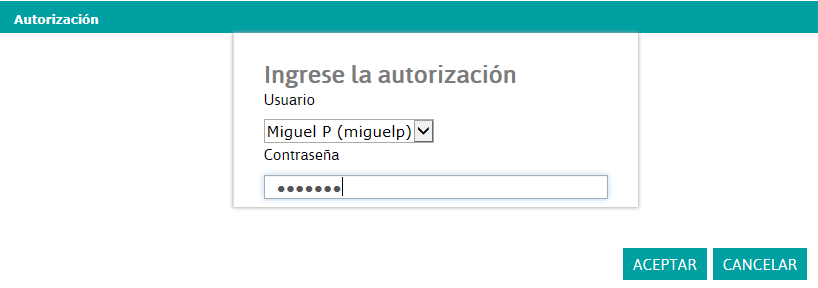 Autorización
Ingrese la autorización
Usuario
Miguel P (miguelp)
Contraseña
●●●●●●●
ACEPTAR CANCELAR